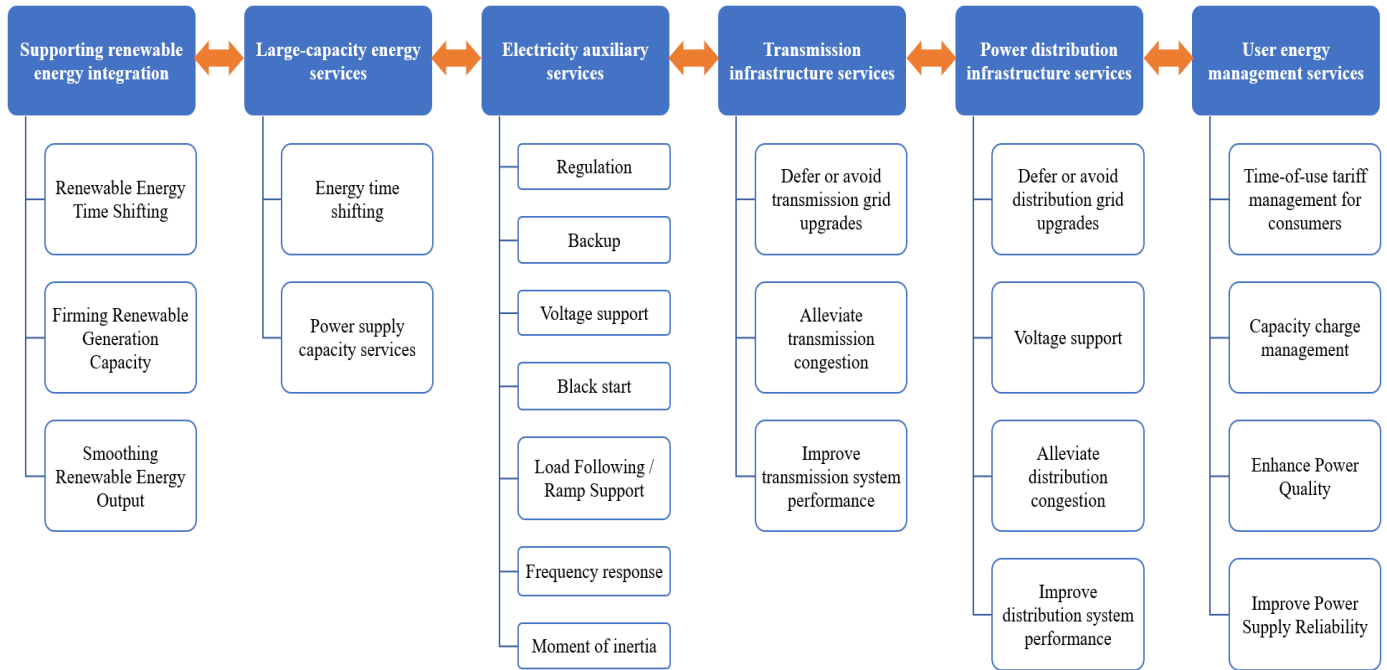 Supporting renewable
energy integration
Renewable Energy
Time Shifting
Firming Renewable
Generation
Capacity
Smoothing
Renewable Energy
Output
Large-capacity energy
services
Energy time
shifting
Power supply
capacity services
Electricity auxiliary
services
Regulation
Backup
Voltage support
Black start
Load Following /
Ramp Support
Frequency response
Moment of inertia
Transmission
infrastructure services
Defer or avoid
transmission grid
upgrades
Alleviate
transmission
congestion
Improve
transmission system
performance
Power distribution
infrastructure services
Defer or avoid
distribution grid
upgrades
Voltage support
Alleviate
distribution
congestion
Improve
distribution system
performance
User energy
management services
Time-of-use tariff
management for
consumers
Capacity charge
management
Enhance Power
Quality
Improve Power
Supply Reliability